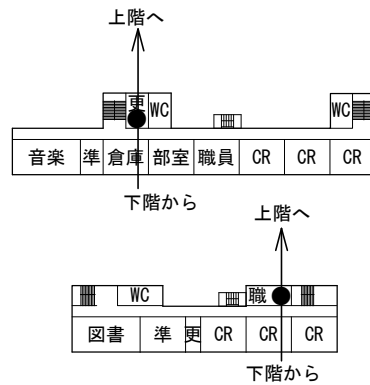 上階へ
更 WC WC
音楽 準 倉庫 部室 職員 CR CR CR
下階から
上階へ
WC 職
図書 準 更 CR CR CR
下階から